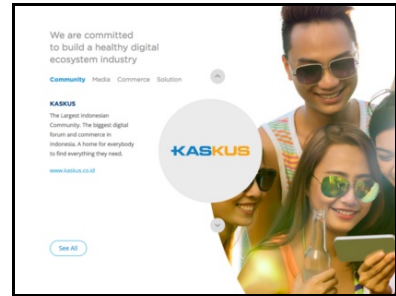 We are committed
to build a healthy digital
ecosystem industry
Community Media Commerce Solution
KASKUS
The Largest Indonesian
Community. The biggest digital
forum and commerce in
Indonesia. A home for everybody
to find everything they need.
www.kaskus.co.id
KASKUS
See All